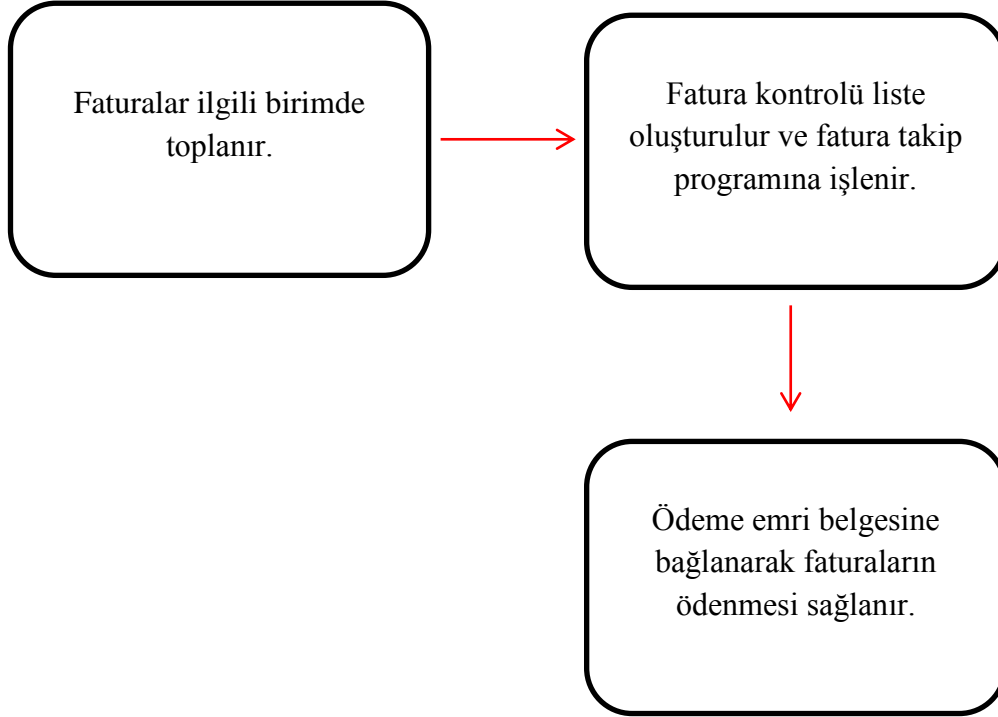 Faturalar ilgili birimde
toplanır.
Fatura kontrolü liste
oluşturulur ve fatura takip
programına işlenir.
Ödeme emri belgesine
bağlanarak faturaların
ödenmesi sağlanır.